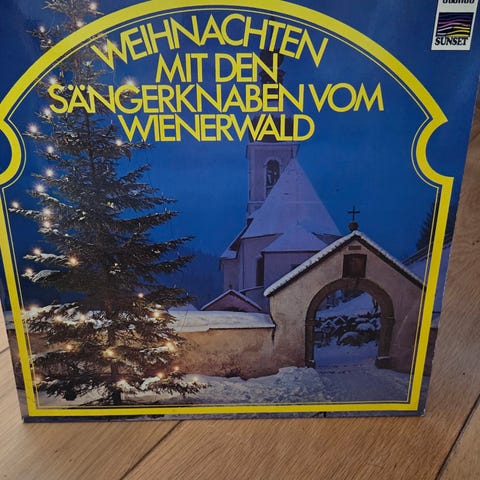 WEIHNACHTEN
MIT DEN
SÄNGERKNABEN VOM
WIENERWALD
SUNSET